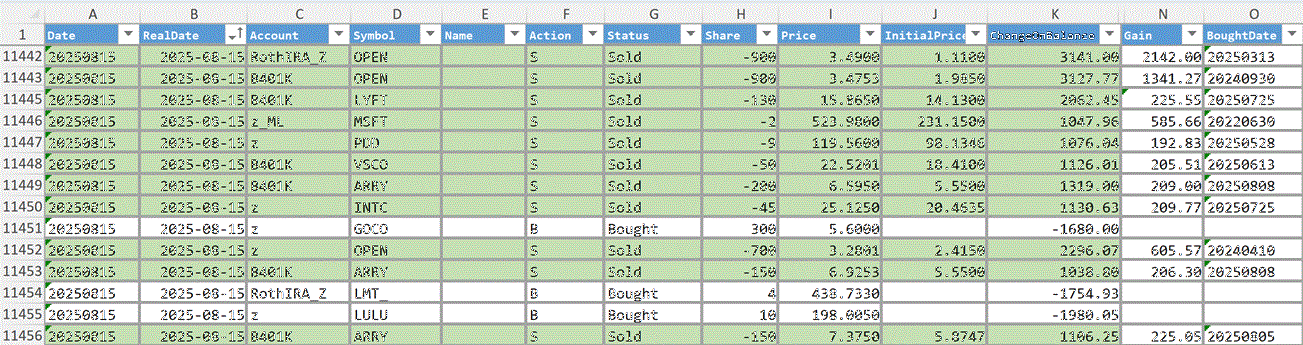 A B C D E F G H I J K N O
1 Date RealDate Account Symbol Name Action Status Share Price InitialPrice ChangeOnBalance Gain BoughtDate
11442 20250815 2025-08-15 RothIRA_Z OPEN S Sold -900 3.4900 1.1100 3141.00 2142.00 20250313
11443 20250815 2025-08-15 8401K OPEN S Sold -900 3.4753 1.9850 3127.77 1341.27 20240930
11445 20250815 2025-08-15 8401K LYFT S Sold -130 15.8650 14.1300 2062.45 225.55 20250725
11446 20250815 2025-08-15 z_ML MSFT S Sold -2 523.9800 231.1500 1047.96 585.66 20220630
11447 20250815 2025-08-15 z PDD S Sold -9 119.5600 98.1346 1076.04 192.83 20250528
11448 20250815 2025-08-15 8401K VSCO S Sold -50 22.5201 18.4100 1126.01 205.51 20250613
11449 20250815 2025-08-15 8401K ARRY S Sold -200 6.5950 5.5500 1319.00 209.00 20250808
11450 20250815 2025-08-15 z INTC S Sold -45 25.1250 20.4635 1130.63 209.77 20250725
11451 20250815 2025-08-15 z GOCO B Bought 300 5.6000 -1680.00
11452 20250815 2025-08-15 z OPEN S Sold -700 3.2801 2.4150 2296.07 605.57 20240410
11453 20250815 2025-08-15 8401K ARRY S Sold -150 6.9253 5.5500 1038.80 206.30 20250808
11454 20250815 2025-08-15 RothIRA_Z LMT_ B Bought 4 438.7330 -1754.93
11455 20250815 2025-08-15 z LULU B Bought 10 198.0050 -1980.05
11456 20250815 2025-08-15 8401K ARRY S Sold -150 7.3750 5.8747 1106.25 225.05 20250805